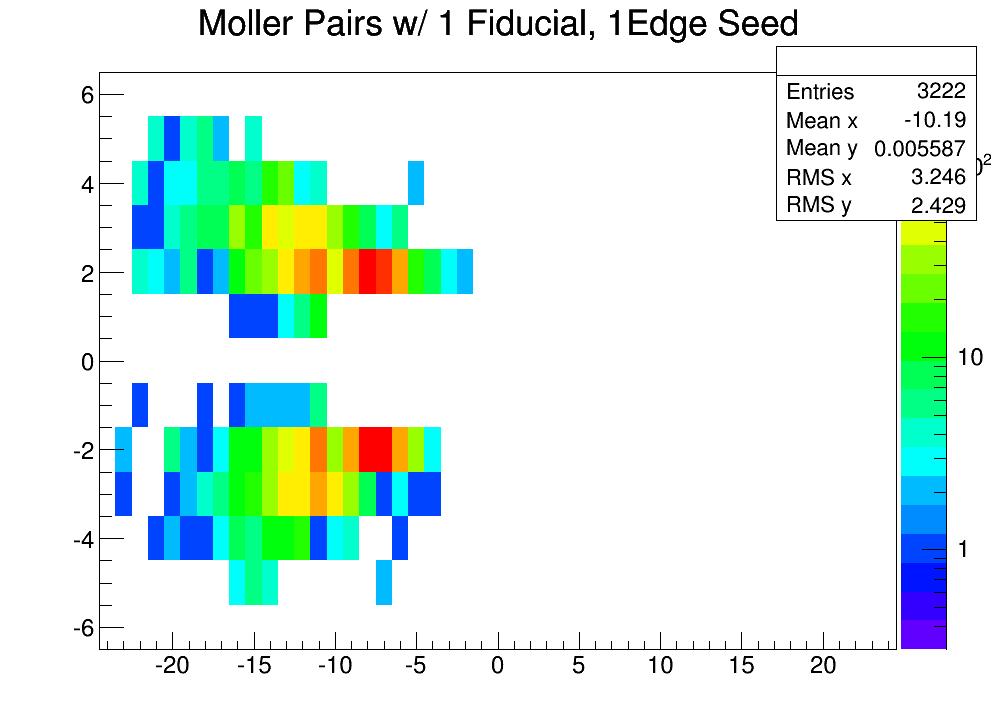 Moller Pairs w/ 1 Fiducial, 1Edge Seed
Entries 3222
Mean x -10.19
Mean y 0.005587
RMS x 3.246
RMS y 2.429
6
4
2
0
-2
-4
-6
-20 -15 -10 -5 0 5 10 15 20
10
1